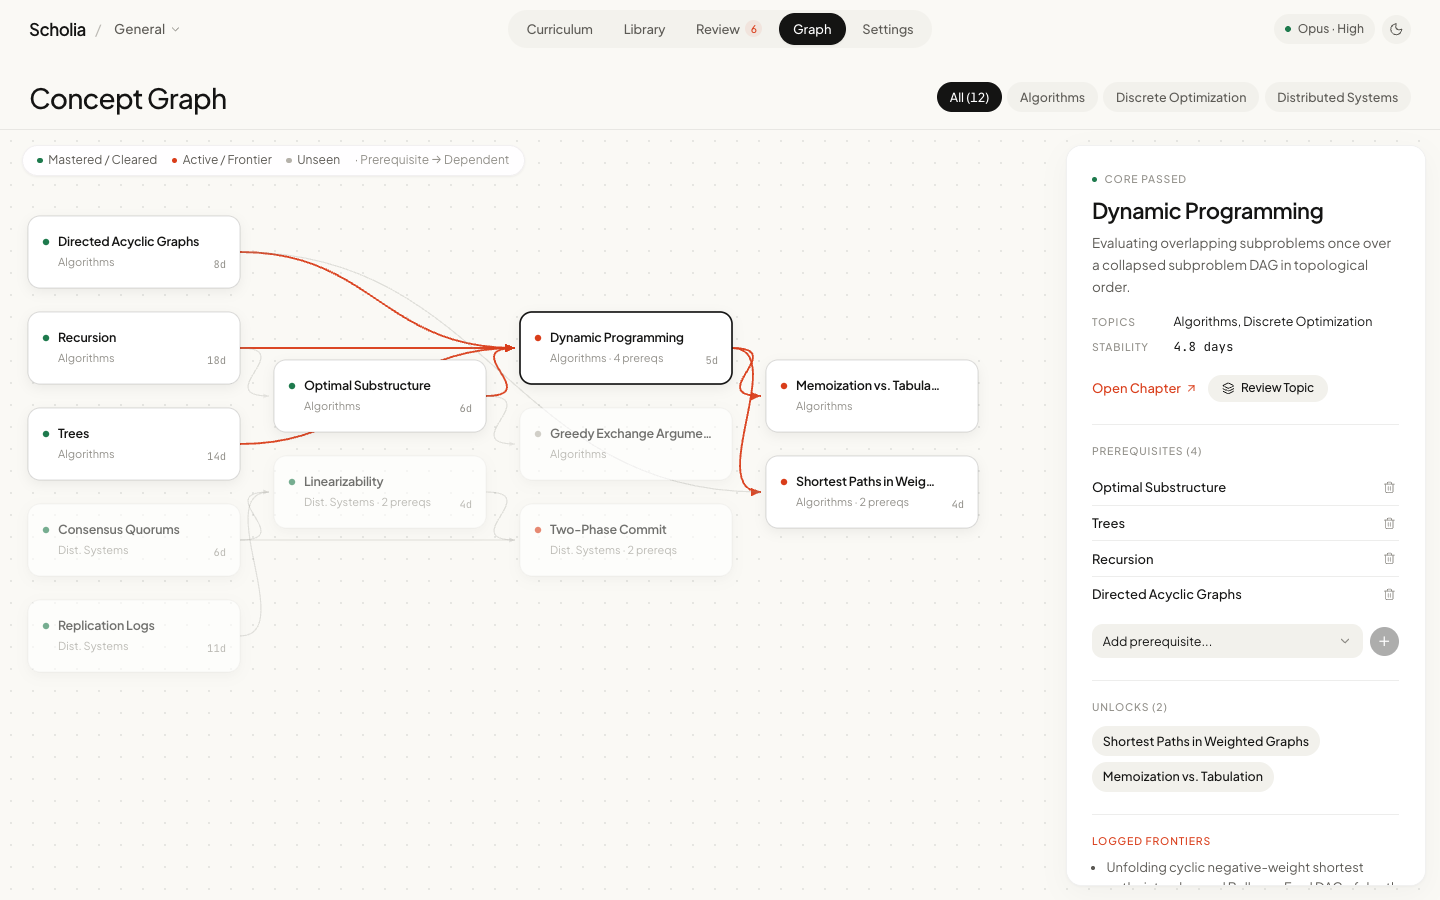 Scholia / General
Curriculum
Library
Review 6
Graph
Settings
Opus · High
Concept Graph
All (12)
Algorithms
Discrete Optimization
Distributed Systems
Mastered / Cleared
Active / Frontier
Unseen
· Prerequisite → Dependent
Directed Acyclic Graphs
Algorithms
8d
Recursion
Algorithms
18d
Trees
Algorithms
14d
Consensus Quorums
Dist. Systems
6d
Replication Logs
Dist. Systems
11d
Optimal Substructure
Algorithms
6d
Linearizability
Dist. Systems · 2 prereqs
4d
Dynamic Programming
Algorithms · 4 prereqs
5d
Greedy Exchange Argume...
Algorithms
Two-Phase Commit
Dist. Systems · 2 prereqs
Memoization vs. Tabula...
Algorithms
Shortest Paths in Weig...
Algorithms · 2 prereqs
4d
CORE PASSED
Dynamic Programming
Evaluating overlapping subproblems once over
a collapsed subproblem DAG in topological
order.
TOPICS
Algorithms, Discrete Optimization
STABILITY
4.8 days
Open Chapter ↗
Review Topic
PREREQUISITES (4)
Optimal Substructure
Trees
Recursion
Directed Acyclic Graphs
Add prerequisite...
UNLOCKS (2)
Shortest Paths in Weighted Graphs
Memoization vs. Tabulation
LOGGED FRONTIERS
• Unfolding cyclic negative-weight shortest